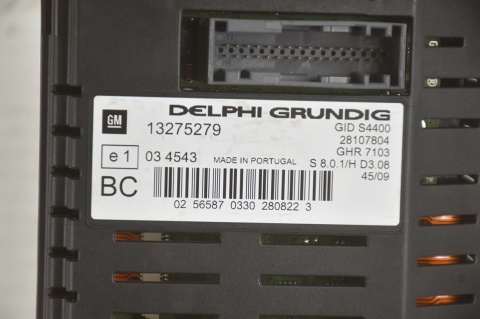 DELPHI GRUNDIG
GM 13275279 GID S4400
28107804
GHR 7103
e1 03 4543 MADE IN PORTUGAL S 8.0.1/H D3.08
45/09
BC
02 56587 0330 280822 3